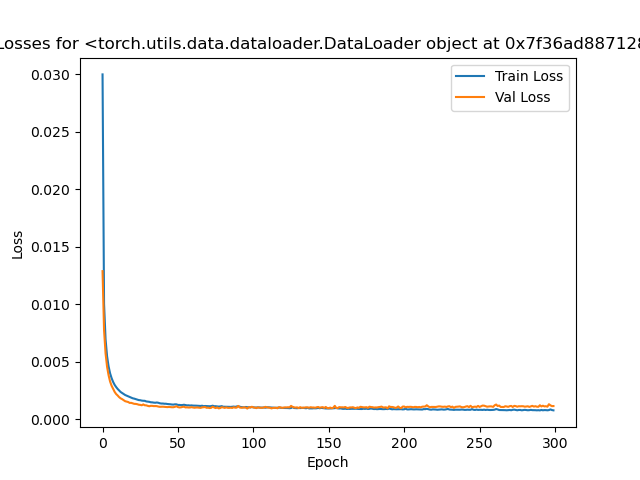 Losses for <torch.utils.data.dataloader.DataLoader object at 0x7f36ad887128
Train Loss
Val Loss
0.030
0.025
0.020
0.015
0.010
0.005
0.000
Loss
0 50 100 150 200 250 300
Epoch